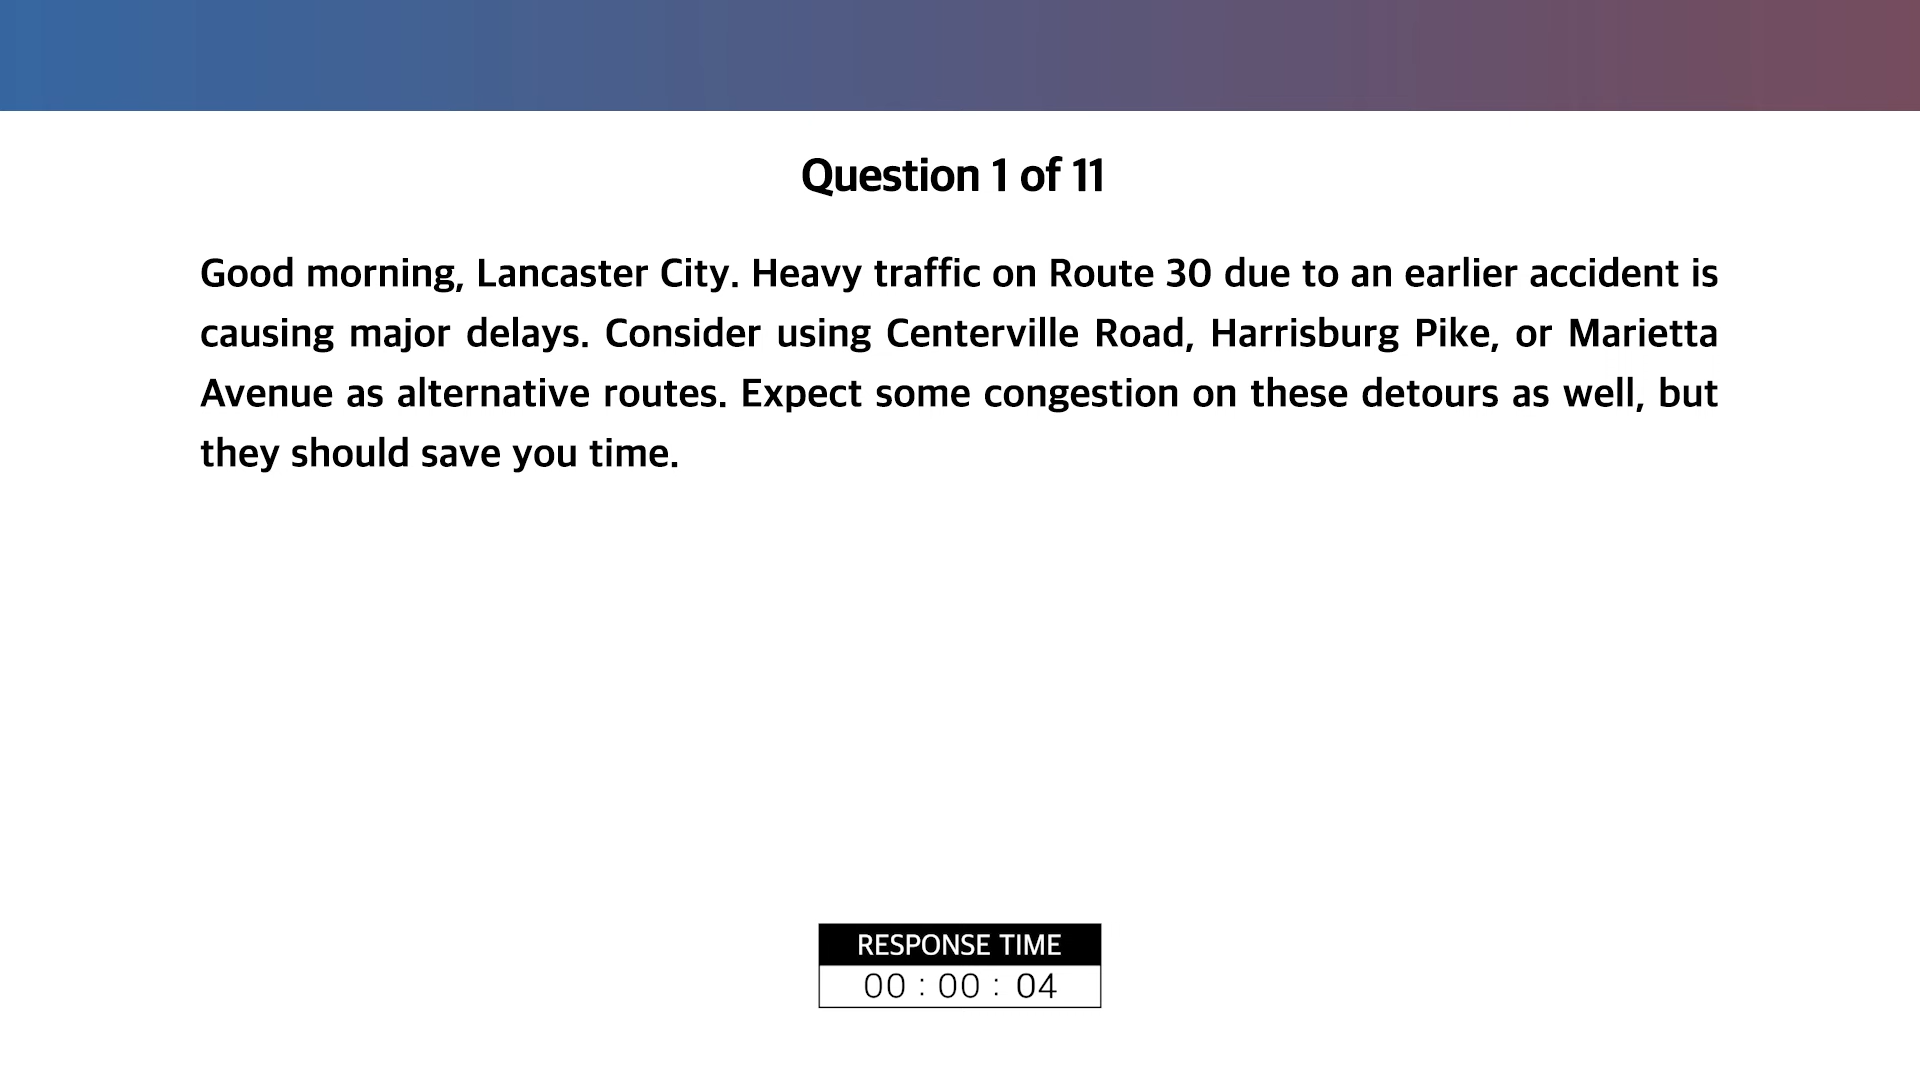 Question 1 of 11
Good morning, Lancaster City. Heavy traffic on Route 30 due to an earlier accident is
causing major delays. Consider using Centerville Road, Harrisburg Pike, or Marietta
Avenue as alternative routes. Expect some congestion on these detours as well, but
they should save you time.
RESPONSE TIME
00 : 00 : 04